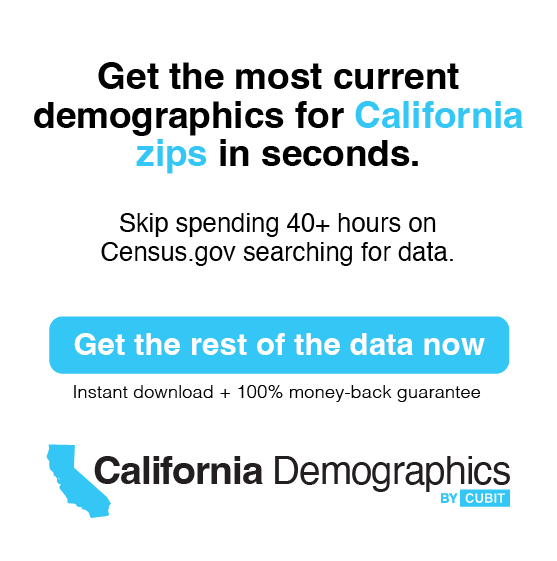 Get the most current
demographics for California
zips in seconds.
Skip spending 40+ hours on
Census.gov searching for data.
Get the rest of the data now
Instant download + 100% money-back guarantee
California Demographics
BY CUBIT